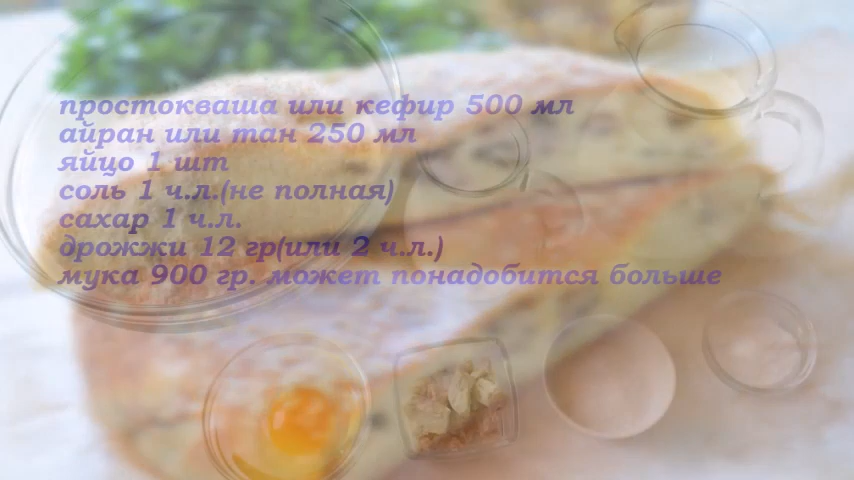 простокваша или кефир 500 мл
айран или тан 250 мл
яйцо 1 шт
соль 1 ч.л.(не полная)
сахар 1 ч.л.
дрожжи 12 гр(или 2 ч.л.)
мука 900 гр. может понадобится больше